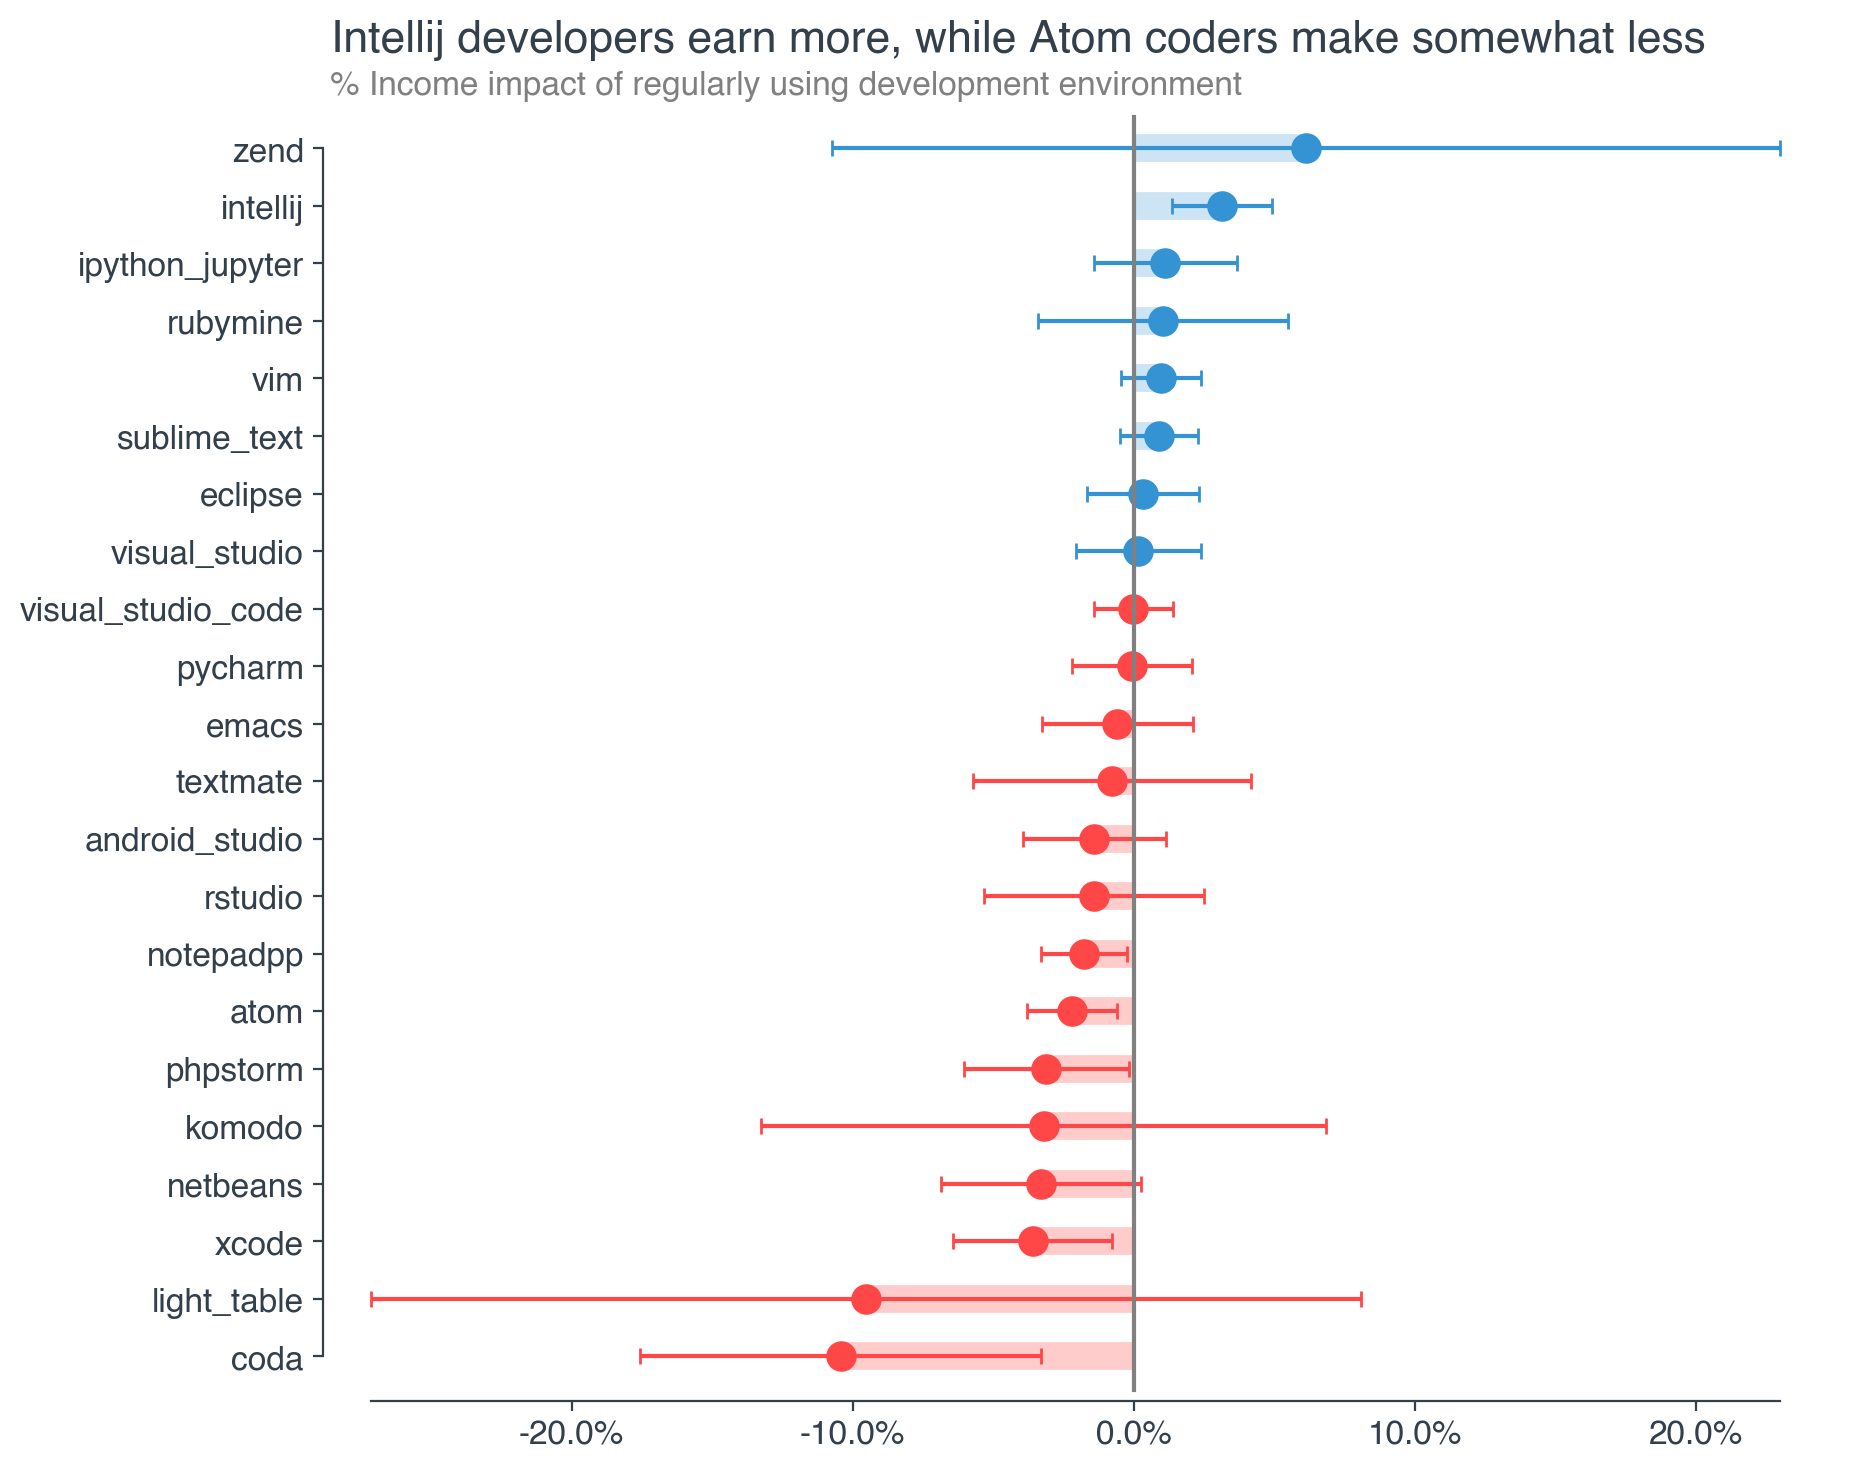 Intellij developers earn more, while Atom coders make somewhat less
% Income impact of regularly using development environment
zend
intellij
ipython_jupyter
rubymine
vim
sublime_text
eclipse
visual_studio
visual_studio_code
pycharm
emacs
textmate
android_studio
rstudio
notepadpp
atom
phpstorm
komodo
netbeans
xcode
light_table
coda
-20.0% -10.0% 0.0% 10.0% 20.0%